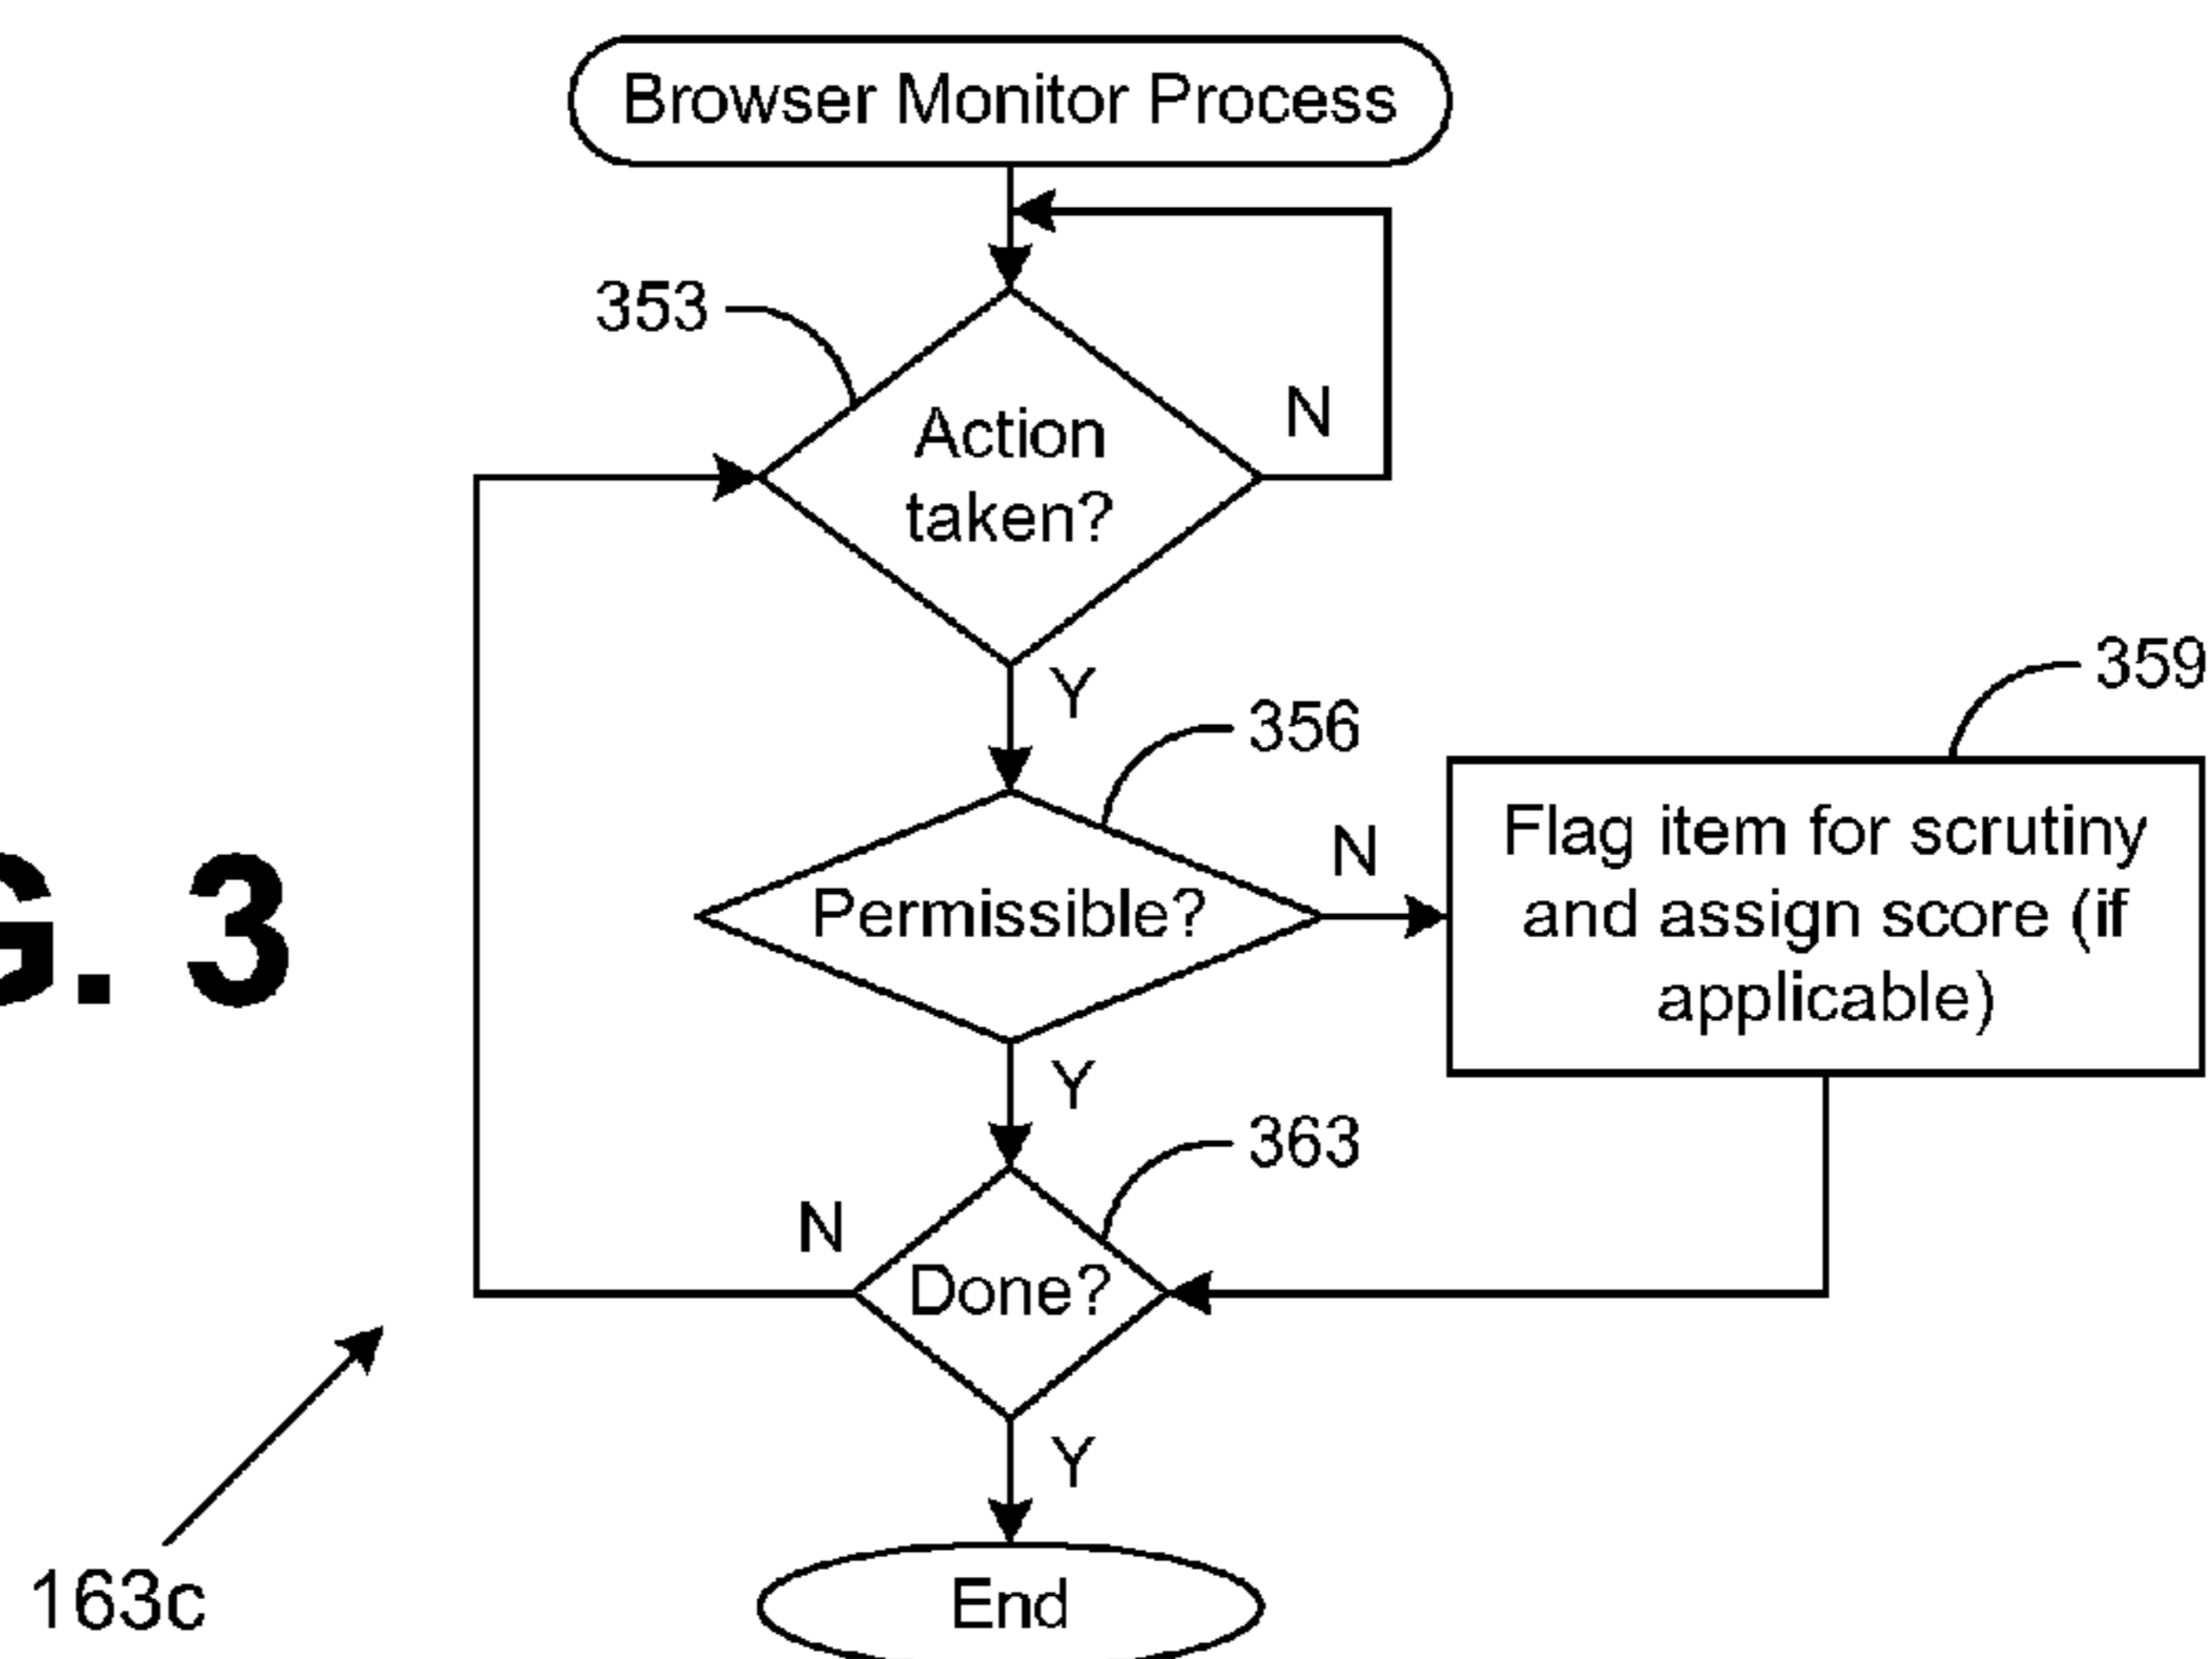 Browser Monitor Process
353
Action
taken?
N
Y
356
359
Permissible?
N
Flag item for scrutiny
and assign score (if
applicable)
Y
363
N
Done?
Y
End
G. 3
163c